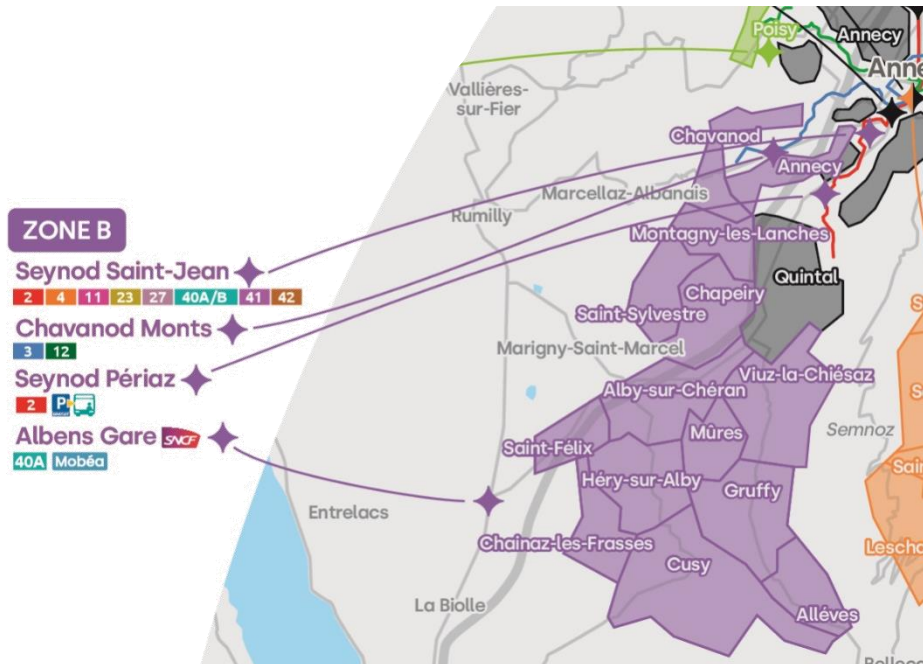 Poisy
Annecy
Vallières-
sur-Fier
Chavanod
Annecy
Marcellaz-Albanais
Rumilly
ZONE B
Montagny-les-Lanches
Seynod Saint-Jean
2 4 11 23 27 40A/B 41 42
Quintal
Chapeiry
Saint-Sylvestre
Chavanod Monts
3 12
Marigny-Saint-Marcel
Seynod Périaz
2 P
Viuz-la-Chiésaz
Alby-sur-Chéran
Mûres
Semnoz
Albens Gare SNCF
40A Mobéa
Saint-Félix
Héry-sur-Alby
Gruffy
Entrelacs
Chainaz-les-Frasses
Cusy
La Biolle
Allèves